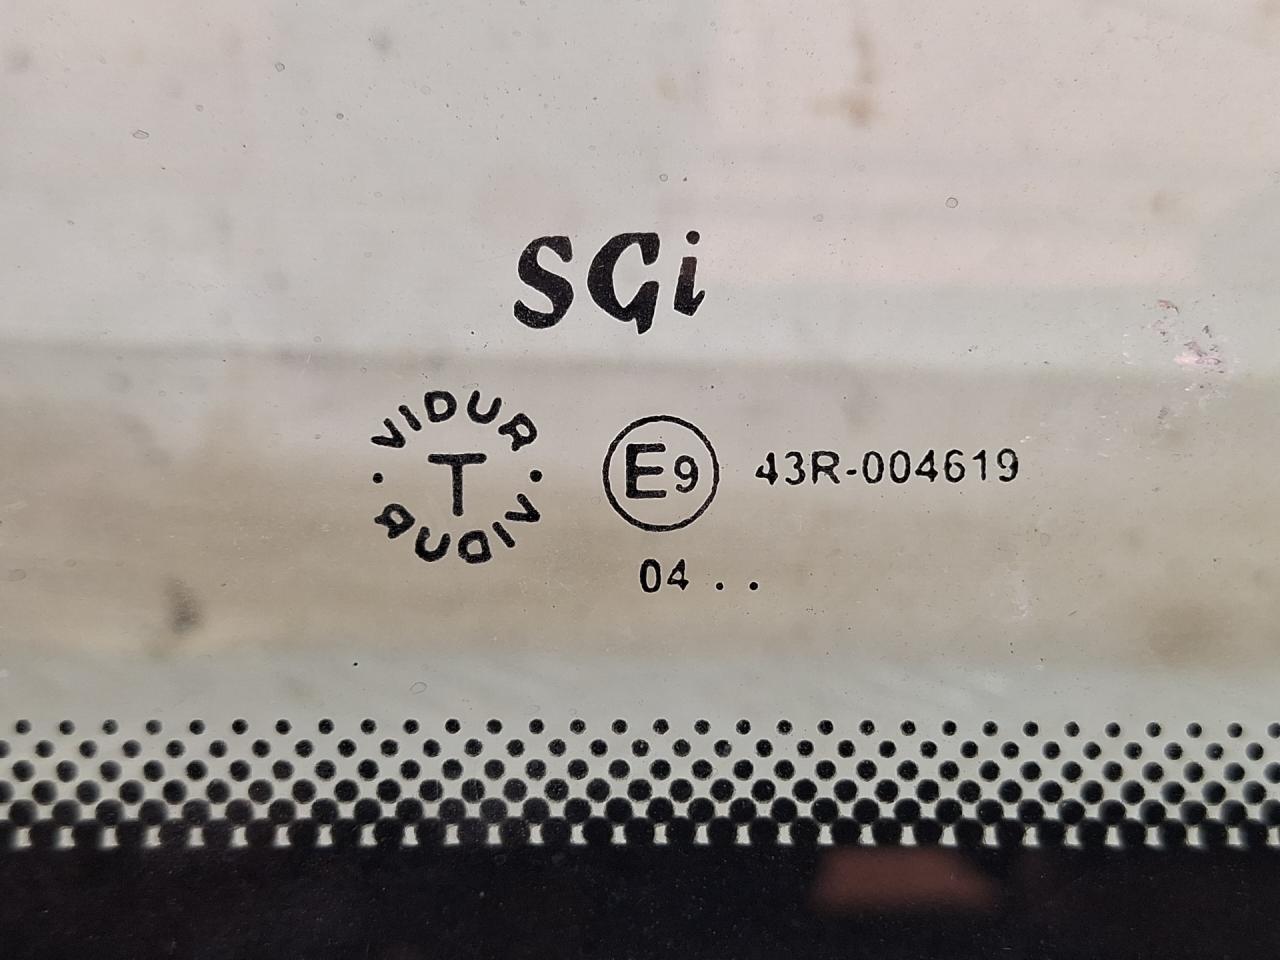 SGi
VIDUR · VIDUR ·
T
E9 43R-004619
04 . .